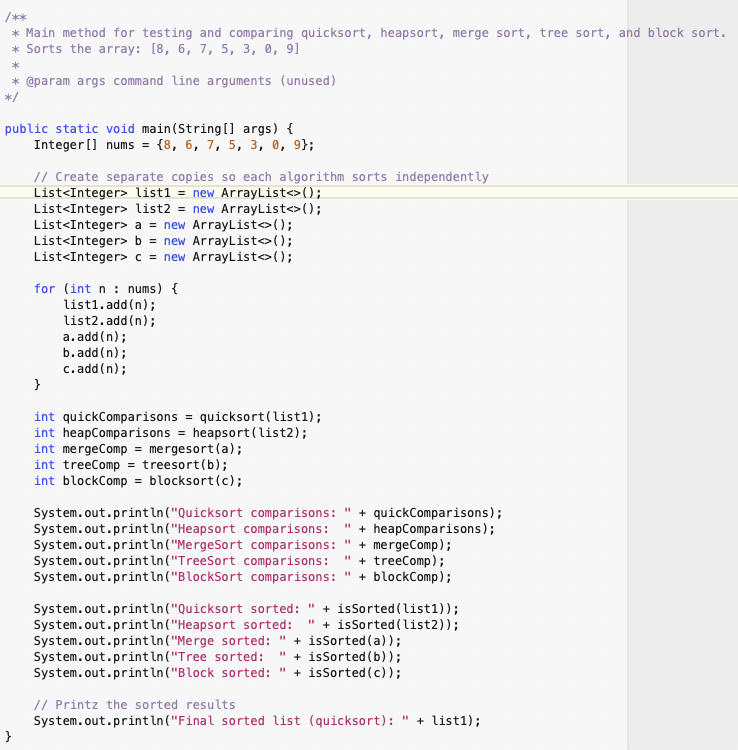 /**
 * Main method for testing and comparing quicksort, heapsort, merge sort, tree sort, and block sort.
 * Sorts the array: [8, 6, 7, 5, 3, 0, 9]
 *
 * @param args command line arguments (unused)
*/
public static void main(String[] args) {
    Integer[] nums = {8, 6, 7, 5, 3, 0, 9};
    // Create separate copies so each algorithm sorts independently
    List<Integer> list1 = new ArrayList<>();
    List<Integer> list2 = new ArrayList<>();
    List<Integer> a = new ArrayList<>();
    List<Integer> b = new ArrayList<>();
    List<Integer> c = new ArrayList<>();
    for (int n : nums) {
        list1.add(n);
        list2.add(n);
        a.add(n);
        b.add(n);
        c.add(n);
    }
    int quickComparisons = quicksort(list1);
    int heapComparisons = heapsort(list2);
    int mergeComp = mergesort(a);
    int treeComp = treesort(b);
    int blockComp = blocksort(c);
    System.out.println("Quicksort comparisons: " + quickComparisons);
    System.out.println("Heapsort comparisons:  " + heapComparisons);
    System.out.println("MergeSort comparisons: " + mergeComp);
    System.out.println("TreeSort comparisons:  " + treeComp);
    System.out.println("BlockSort comparisons: " + blockComp);
    System.out.println("Quicksort sorted: " + isSorted(list1));
    System.out.println("Heapsort sorted:  " + isSorted(list2));
    System.out.println("Merge sorted: " + isSorted(a));
    System.out.println("Tree sorted:  " + isSorted(b));
    System.out.println("Block sorted: " + isSorted(c));
    // Printz the sorted results
    System.out.println("Final sorted list (quicksort): " + list1);
}